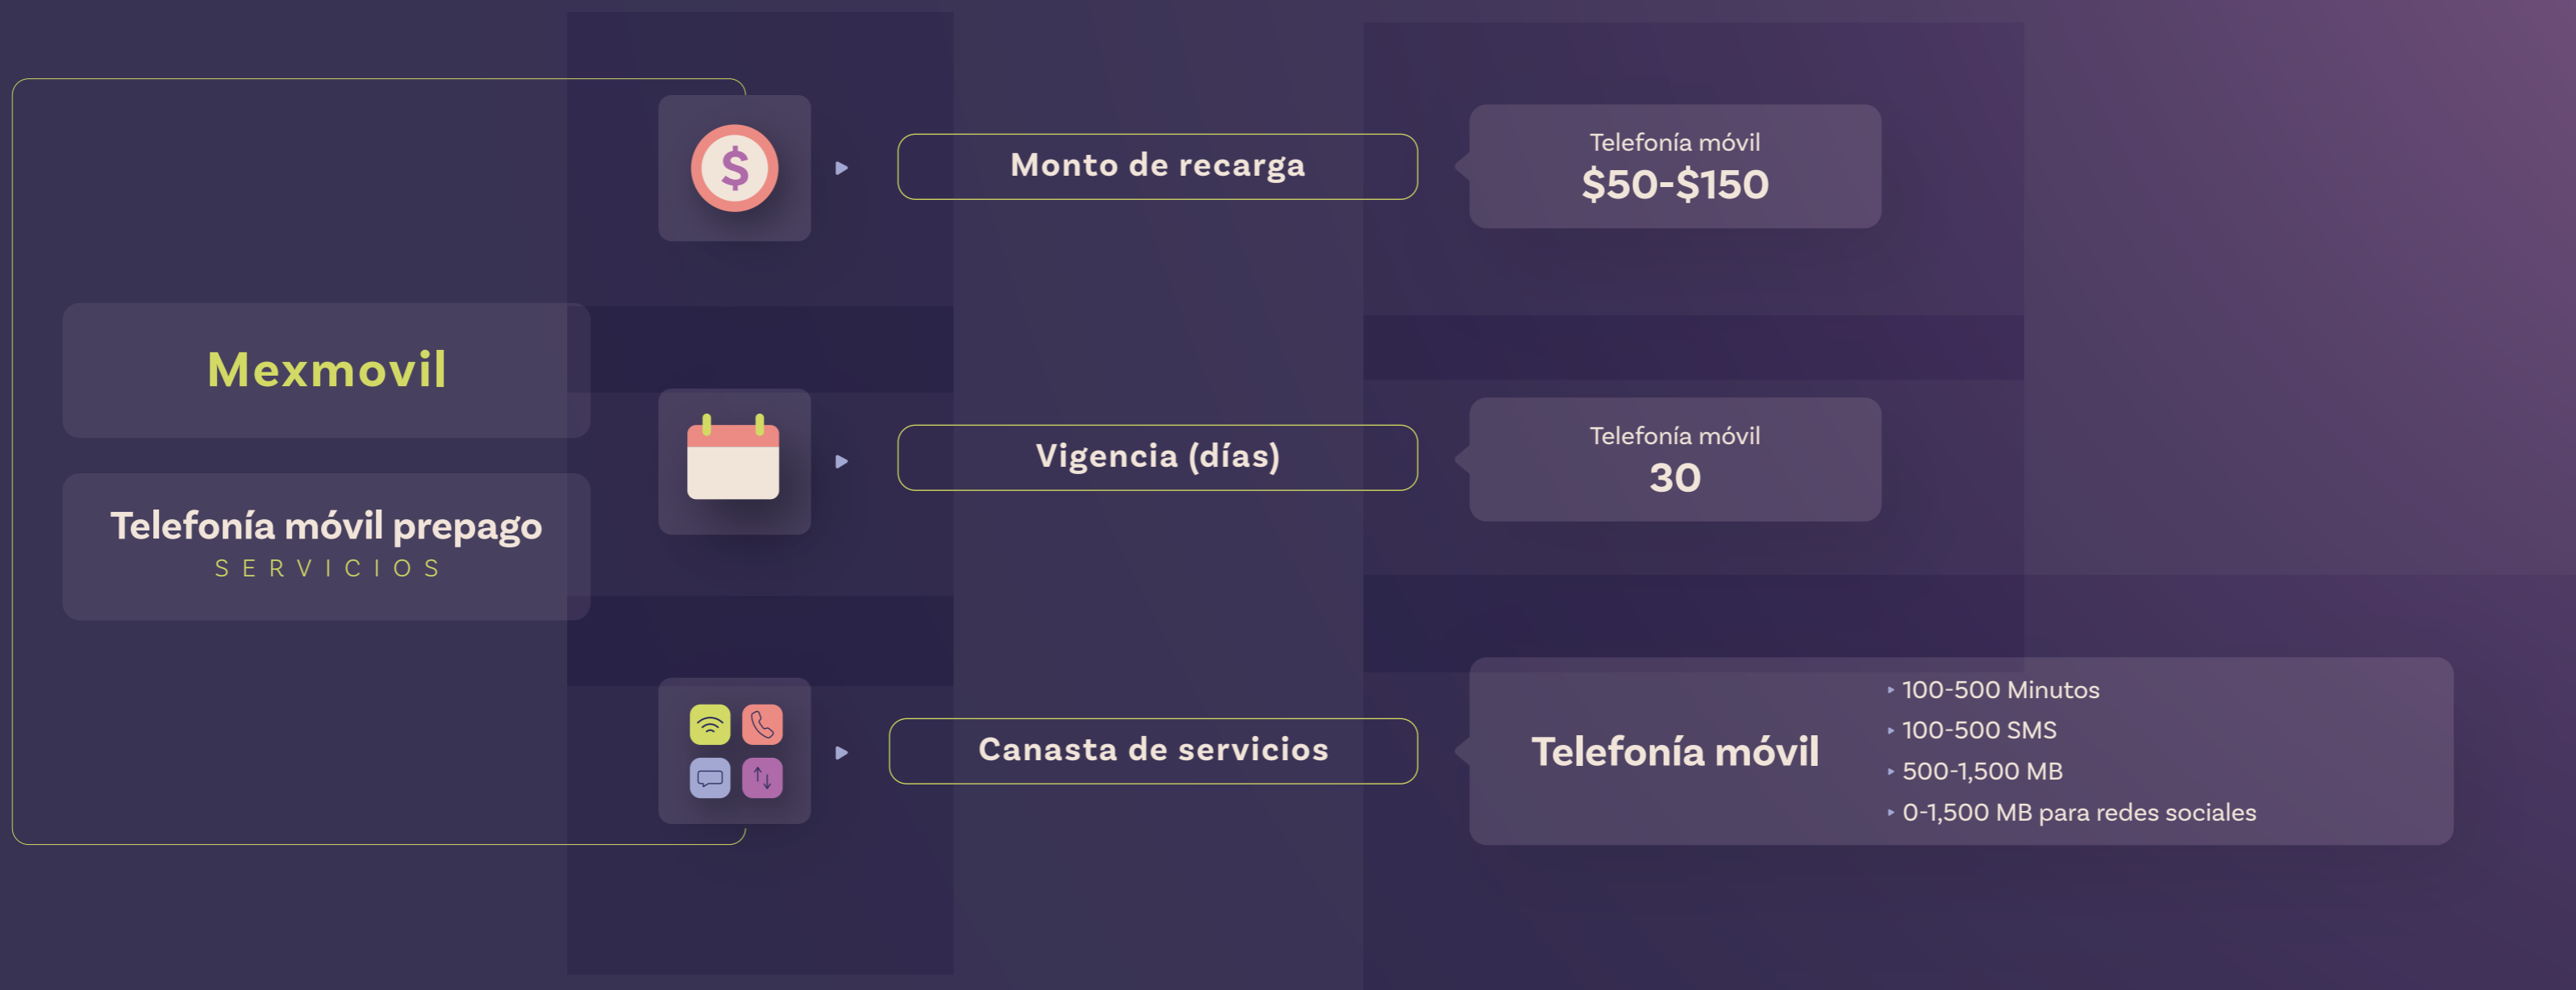 Mexmovil
Telefonía móvil prepago
SERVICIOS
$
Monto de recarga
Telefonía móvil
$50-$150
Vigencia (días)
Telefonía móvil
30
Canasta de servicios
Telefonía móvil
100-500 Minutos
100-500 SMS
500-1,500 MB
0-1,500 MB para redes sociales